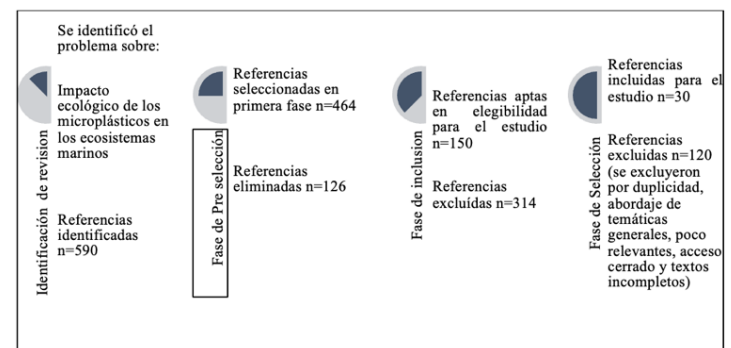 Se identificó el
problema sobre:
Impacto
ecológico de los
microplásticos en
los ecosistemas
marinos
Referencias
identificadas
n=590
Identificación de revision
Referencias
seleccionadas en
primera fase n=464
Referencias
eliminadas n=126
Fase de Pre selección
Referencias aptas
en elegibilidad
para el estudio
n=150
Referencias
excluídas n=314
Fase de inclusion
Referencias
incluidas para el
estudio n=30
Referencias
excluidas n=120
(se excluyeron
por duplicidad,
abordaje de
temáticas
generales, poco
relevantes, acceso
cerrado y textos
incompletos)
Fase de Selección